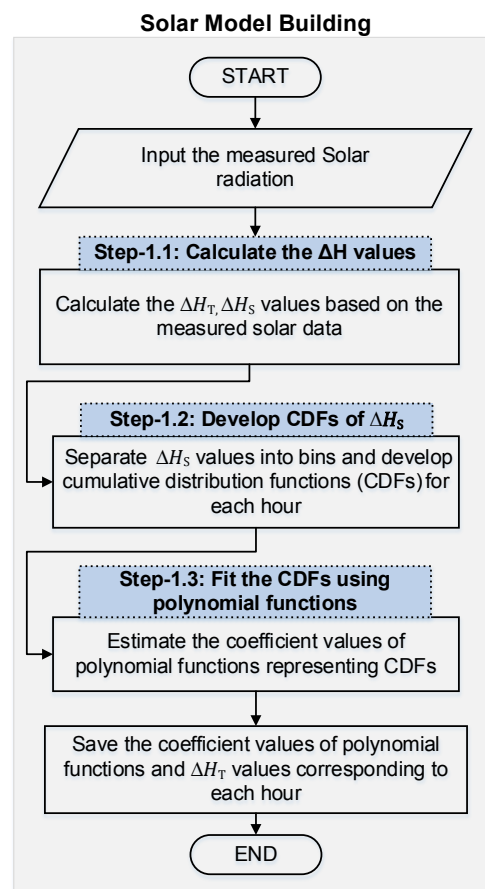 Solar Model Building
START
Input the measured Solar
radiation
Step-1.1: Calculate the ΔH values
Calculate the ΔH_T, ΔH_S values based on the
measured solar data
Step-1.2: Develop CDFs of ΔH_S
Separate ΔH_S values into bins and develop
cumulative distribution functions (CDFs) for
each hour
Step-1.3: Fit the CDFs using
polynomial functions
Estimate the coefficient values of
polynomial functions representing CDFs
Save the coefficient values of polynomial
functions and ΔH_T values corresponding to
each hour
END